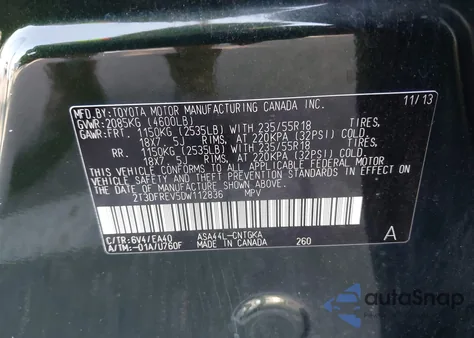 MFD.BY:TOYOTA MOTOR MANUFACTURING CANADA INC. 11/13
GVWR:2085KG (4600LB)
GAWR:FRT. 1150KG (2535LB) WITH 235/55R18 TIRES,
18X7.5J RIMS, AT 220KPA (32PSI) COLD.
RR. 1150KG (2535LB) WITH 235/55R18 TIRES,
18X7.5J RIMS, AT 220KPA (32PSI) COLD.
THIS VEHICLE CONFORMS TO ALL APPLICABLE FEDERAL MOTOR
VEHICLE SAFETY AND THEFT PREVENTION STANDARDS IN
EFFECT ON THE DATE OF MANUFACTURE SHOWN ABOVE.
2T3DFREV5DW112836 MPV
C/TR:6V4/EA40 ASA44L-CNTGKA A
A/TM:-01A/U760F MADE IN CANADA 260
autoSnap